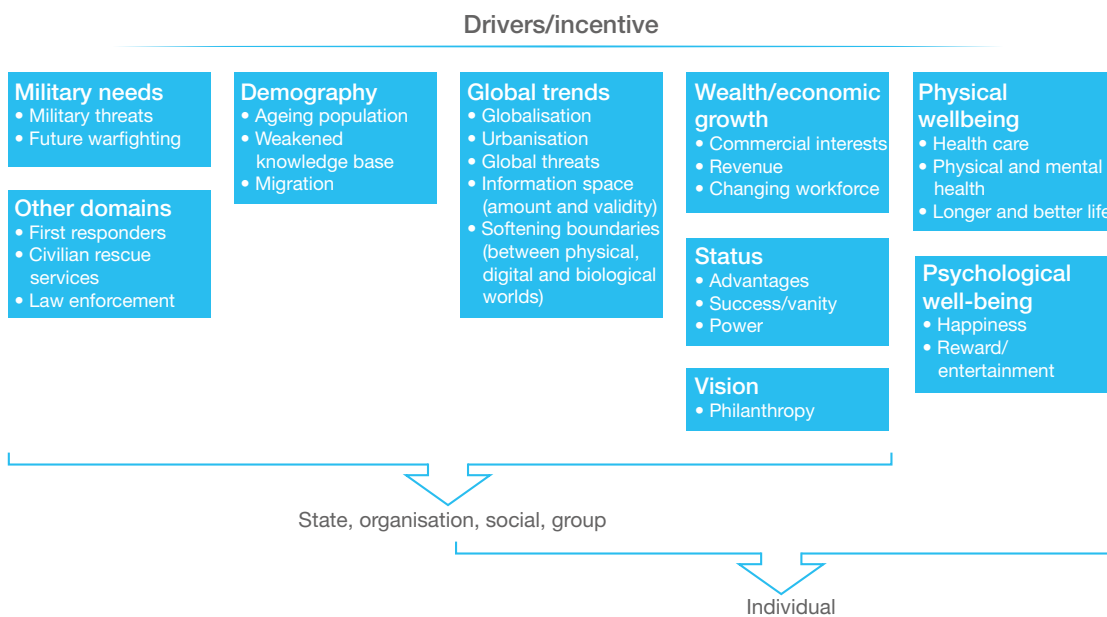 Drivers/incentive
Military needs
• Military threats
• Future warfighting
Other domains
• First responders
• Civilian rescue
services
• Law enforcement
Demography
• Ageing population
• Weakened
knowledge base
• Migration
Global trends
• Globalisation
• Urbanisation
• Global threats
• Information space
(amount and validity)
• Softening boundaries
(between physical,
digital and biological
worlds)
Wealth/economic
growth
• Commercial interests
• Revenue
• Changing workforce
Status
• Advantages
• Success/vanity
• Power
Vision
• Philanthropy
Physical
wellbeing
• Health care
• Physical and mental
health
• Longer and better life
Psychological
well-being
• Happiness
• Reward/
entertainment
State, organisation, social, group
Individual